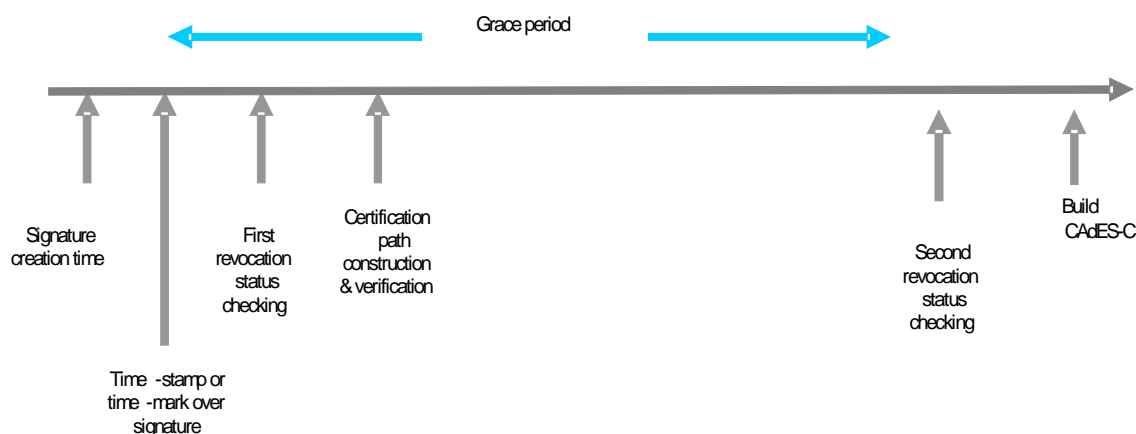 Grace period
Signature
creation time
Time -stamp or
time -mark over
signature
First
revocation
status
checking
Certification
path
construction
& verification
Second
revocation
status
checking
Build
CAdES-C